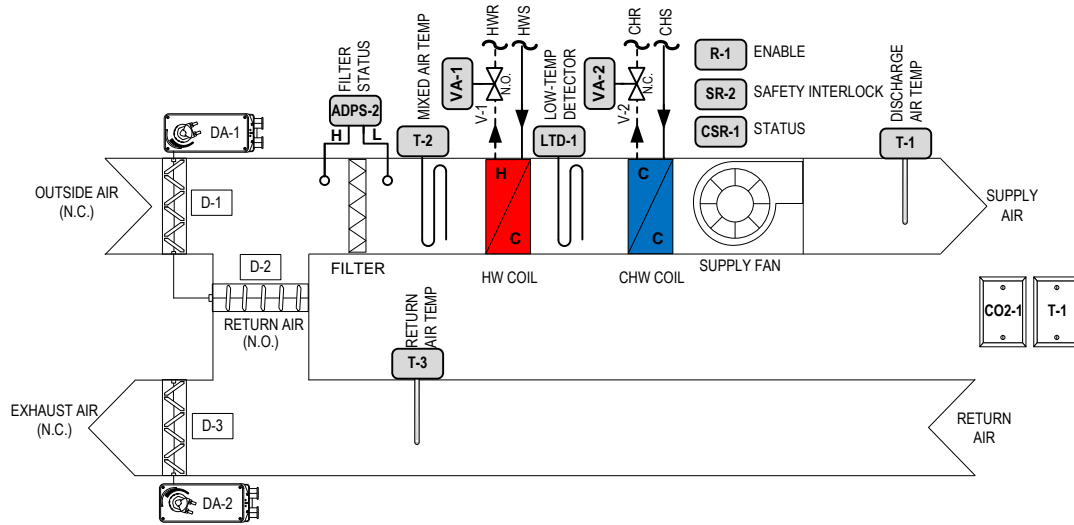 HWR
HWS
CHR
CHS
R-1
ENABLE
SR-2
SAFETY INTERLOCK
CSR-1
STATUS
DISCHARGE
AIR TEMP
T-1
FILTER
STATUS
ADPS-2
H
L
MIXED AIR TEMP
T-2
VA-1
N.O.
V-1
LOW-TEMP
DETECTOR
LTD-1
VA-2
N.C.
V-2
DA-1
OUTSIDE AIR
(N.C.)
D-1
H
C
C
C
SUPPLY
AIR
FILTER
HW COIL
CHW COIL
SUPPLY FAN
D-2
RETURN AIR
(N.O.)
CO2-1
T-1
RETURN
AIR TEMP
T-3
EXHAUST AIR
(N.C.)
D-3
RETURN
AIR
DA-2